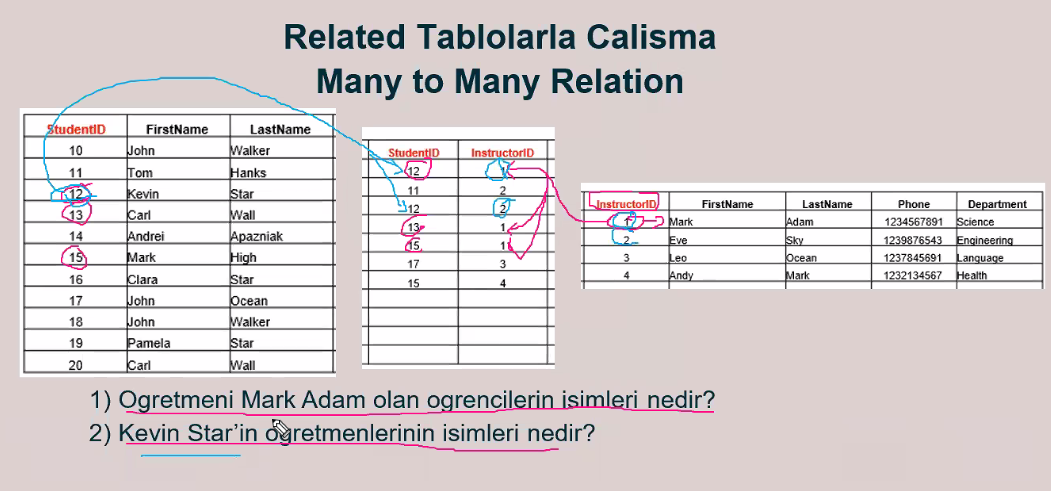 Related Tablolarla Calisma
Many to Many Relation
StudentID FirstName LastName
10 John Walker
11 Tom Hanks
12 Kevin Star
13 Carl Wall
14 Andrei Apazniak
15 Mark High
16 Clara Star
17 John Ocean
18 John Walker
19 Pamela Star
20 Carl Wall
StudentID InstructorID
12 1
11 2
12 2
13 1
15 1
17 3
15 4
InstructorID FirstName LastName Phone Department
1 Mark Adam 1234567891 Science
2 Eve Sky 1239876543 Engineering
3 Leo Ocean 1237845691 Language
4 Andy Mark 1232134567 Health
1) Ogretmeni Mark Adam olan ogrencilerin isimleri nedir?
2) Kevin Star’in ogretmenlerinin isimleri nedir?